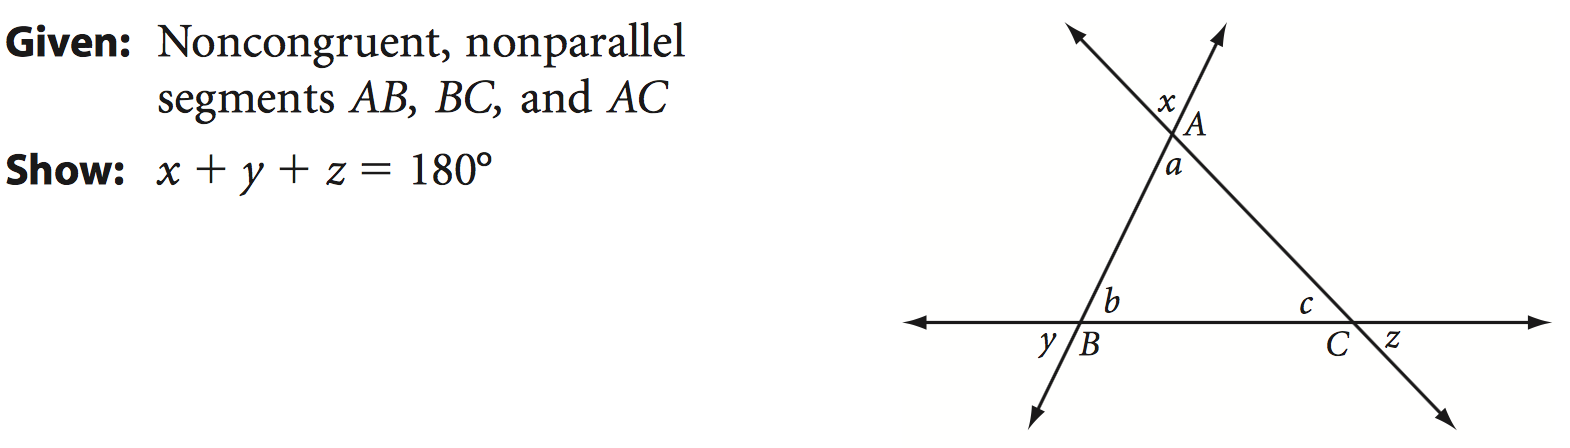 Given: Noncongruent, nonparallel
segments AB, BC, and AC
Show: x + y + z = 180°
x
A
a
b
c
y
B
C
z